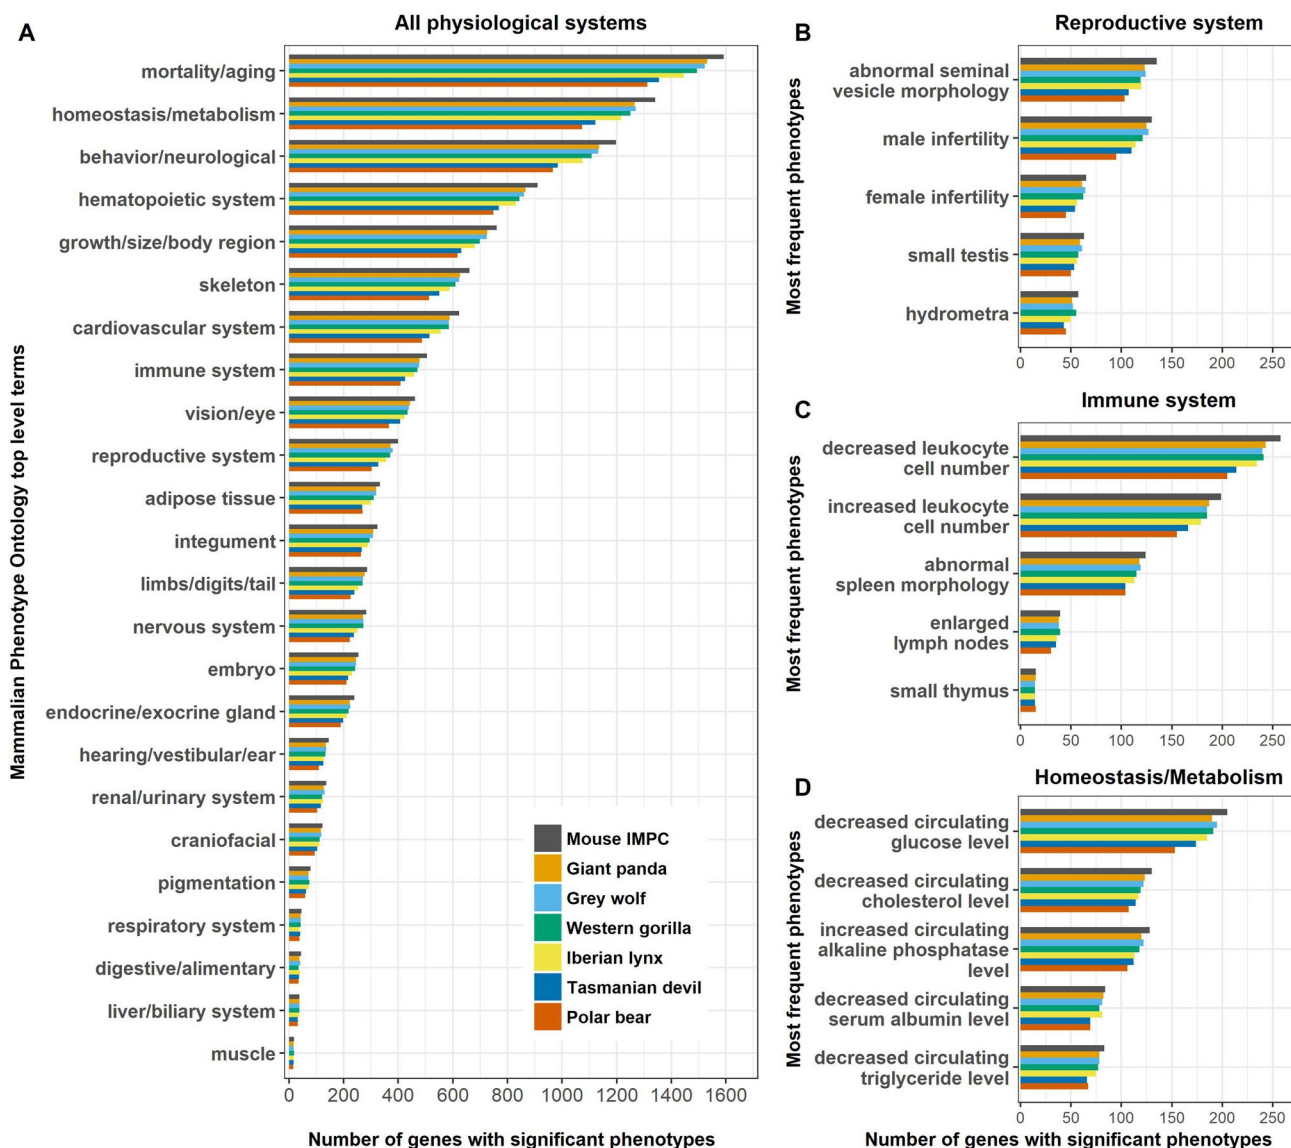 A
All physiological systems
Mammalian Phenotype Ontology top level terms
mortality/aging
homeostasis/metabolism
behavior/neurological
hematopoietic system
growth/size/body region
skeleton
cardiovascular system
immune system
vision/eye
reproductive system
adipose tissue
integument
limbs/digits/tail
nervous system
embryo
endocrine/exocrine gland
hearing/vestibular/ear
renal/urinary system
craniofacial
pigmentation
respiratory system
digestive/alimentary
liver/biliary system
muscle
Mouse IMPC
Giant panda
Grey wolf
Western gorilla
Iberian lynx
Tasmanian devil
Polar bear
0 200 400 600 800 1000 1200 1400 1600
Number of genes with significant phenotypes
B
Reproductive system
Most frequent phenotypes
abnormal seminal
vesicle morphology
male infertility
female infertility
small testis
hydrometra
0 50 100 150 200 250
C
Immune system
Most frequent phenotypes
decreased leukocyte
cell number
increased leukocyte
cell number
abnormal
spleen morphology
enlarged
lymph nodes
small thymus
0 50 100 150 200 250
D
Homeostasis/Metabolism
Most frequent phenotypes
decreased circulating
glucose level
decreased circulating
cholesterol level
increased circulating
alkaline phosphatase
level
decreased circulating
serum albumin level
decreased circulating
triglyceride level
0 50 100 150 200 250
Number of genes with significant phenotypes